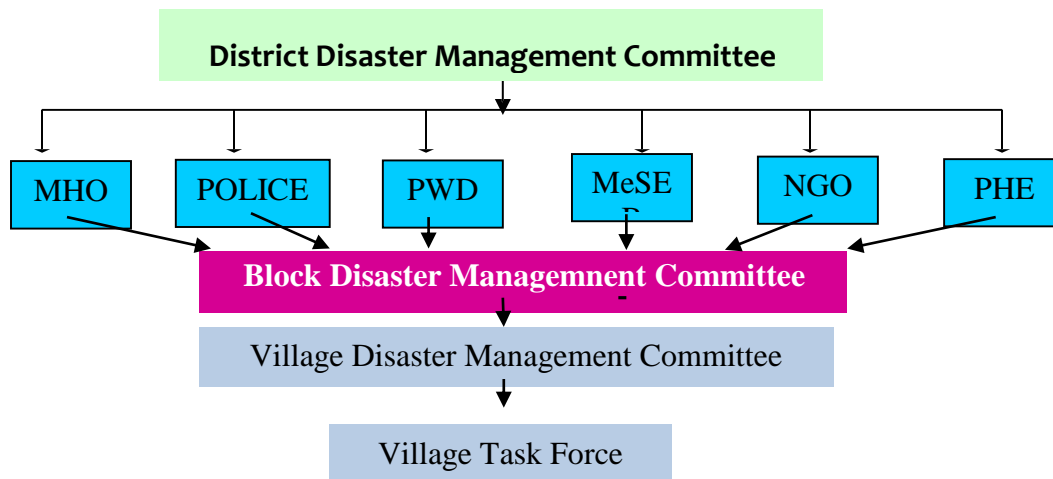 District Disaster Management Committee
MHO
POLICE
PWD
MeSE
NGO
PHE
Block Disaster Managemnent Committee
Village Disaster Management Committee
Village Task Force